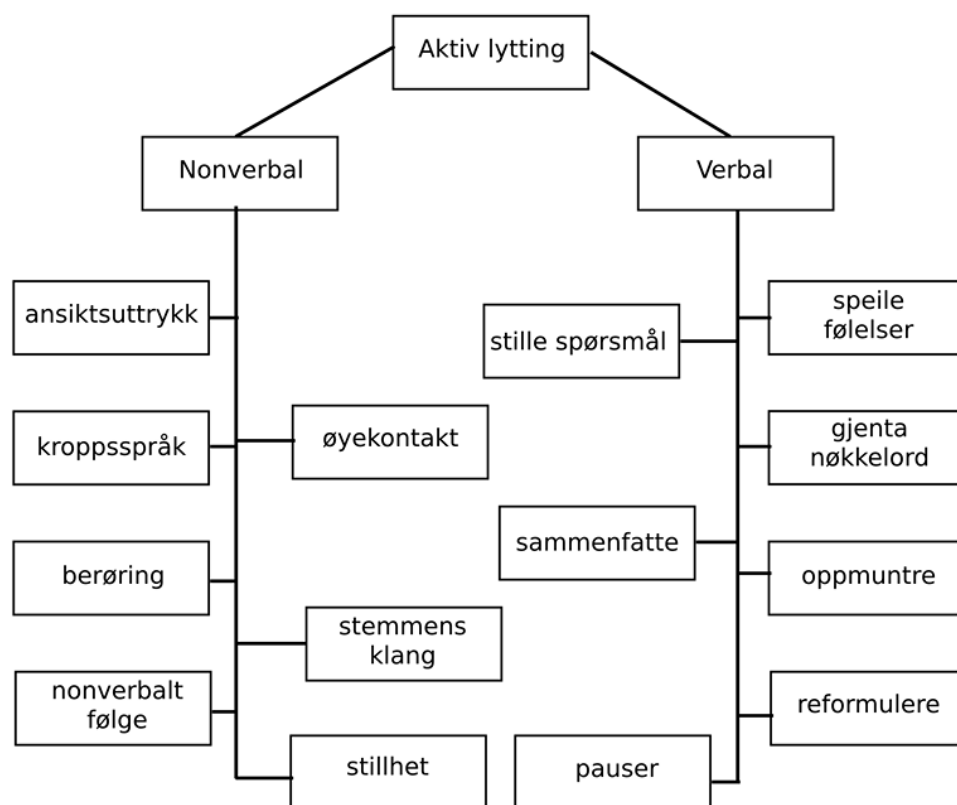 Aktiv lytting
Nonverbal
ansiktsuttrykk
kroppsspråk
øyekontakt
berøring
stemmens
klang
nonverbalt
følge
stillhet
Verbal
speile
følelser
stille spørsmål
gjenta
nøkkelord
sammenfatte
oppmuntre
reformulere
pauser